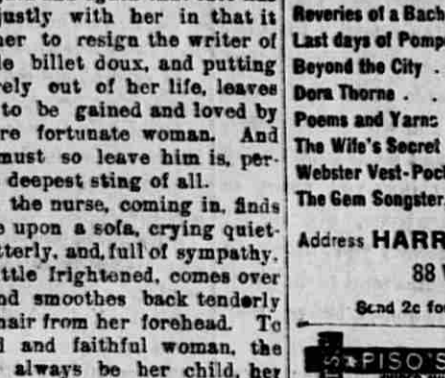 justly with her in that it
her to resign the writer of
le billet doux, and putting
rely out of her life, leaves
to be gained and loved by
re fortunate woman. And
must so leave him is, per-
deepest sting of all.
the nurse, coming in, finds
e upon a sofa, crying quiet-
tterly, and, full of sympathy,
ttle frightened, comes over
nd smoothes back tenderly
hair from her forehead. To
l and faithful woman, the
always be her child, her
Reveries of a Bach
Last days of Pompe
Beyond the City .
Dora Thorne . .
Poems and Yarns
The Wife's Secret
Webster Vest-Pock
The Gem Songster
Address HARR
88 W
Send 2c fo
PISO'S